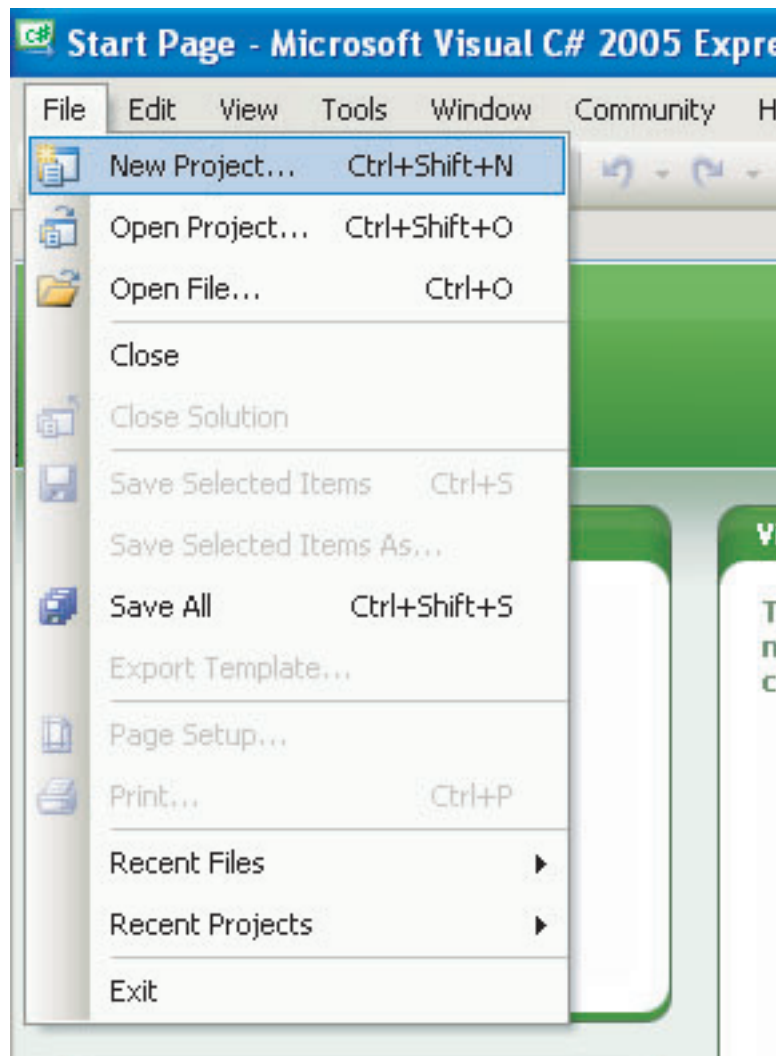 C# Start Page - Microsoft Visual C# 2005 Expre
File Edit View Tools Window Community H
New Project... Ctrl+Shift+N
Open Project... Ctrl+Shift+O
Open File... Ctrl+O
Close
Close Solution
Save Selected Items Ctrl+S
Save Selected Items As...
Save All Ctrl+Shift+S
Export Template...
Page Setup...
Print... Ctrl+P
Recent Files
Recent Projects
Exit